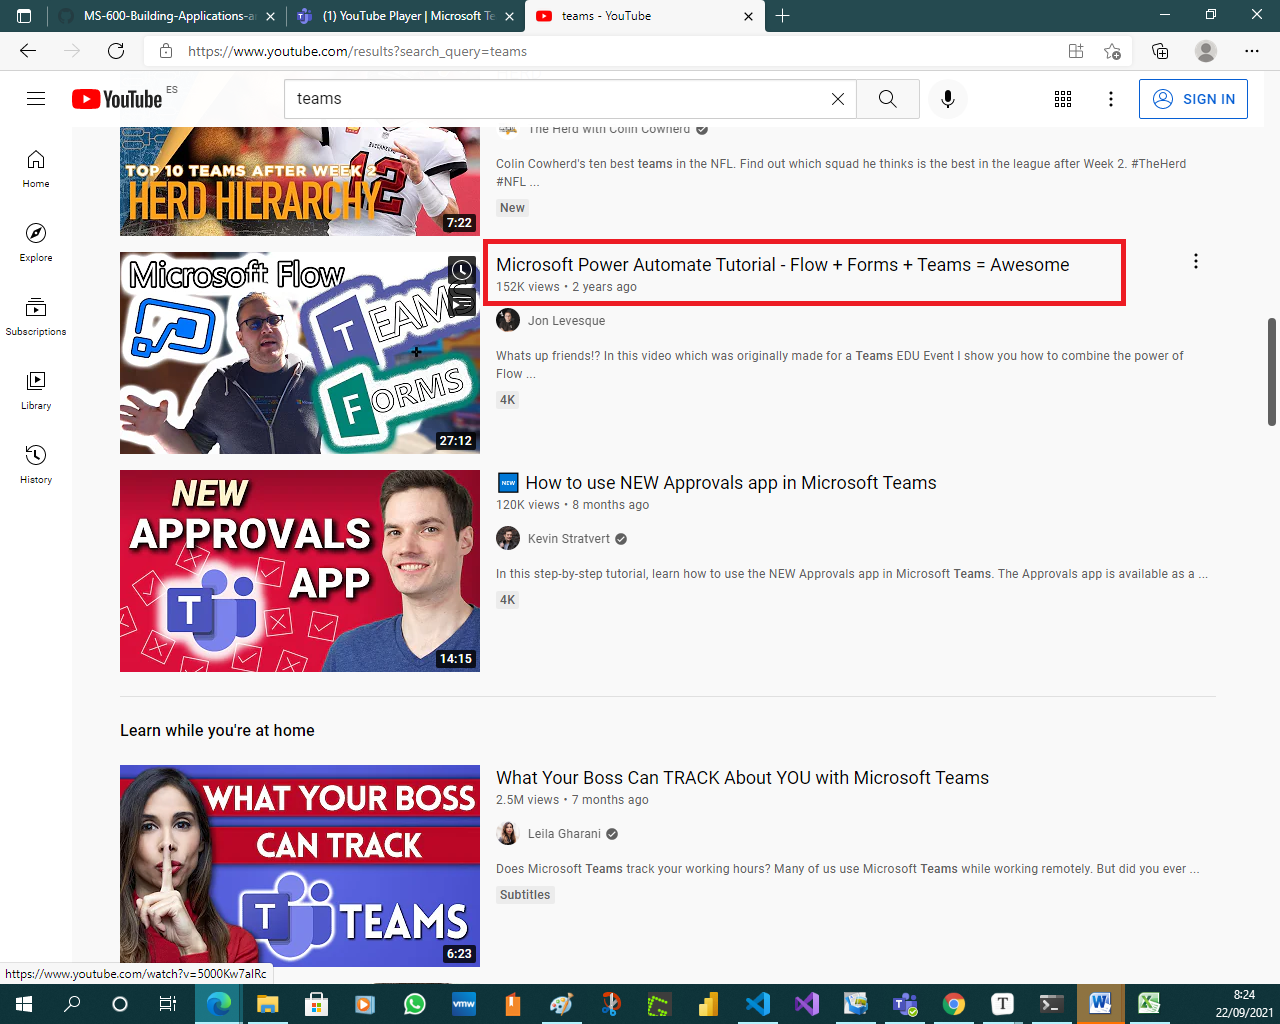 MS-600-Building-Applications-a
(1) YouTube Player | Microsoft Te
teams - YouTube
https://www.youtube.com/results?search_query=teams
YouTube ES
teams
SIGN IN
Home
Explore
Subscriptions
Library
History
TOP 10 TEAMS AFTER WEEK 2
HERD HIERARCHY
12
7:22
The Herd with Colin Cowherd
Colin Cowherd's ten best teams in the NFL. Find out which squad he thinks is the best in the league after Week 2. #TheHerd
#NFL ...
New
Microsoft Flow
TEAMS
T
FORMS
F
27:12
Microsoft Power Automate Tutorial - Flow + Forms + Teams = Awesome
152K views • 2 years ago
Jon Levesque
Whats up friends!? In this video which was originally made for a Teams EDU Event I show you how to combine the power of
Flow ...
4K
NEW
APPROVALS
APP
T
14:15
NEW How to use NEW Approvals app in Microsoft Teams
120K views • 8 months ago
Kevin Stratvert
In this step-by-step tutorial, learn how to use the NEW Approvals app in Microsoft Teams. The Approvals app is available as a ...
4K
Learn while you're at home
WHAT YOUR BOSS
CAN TRACK
T TEAMS
6:23
What Your Boss Can TRACK About YOU with Microsoft Teams
2.5M views • 7 months ago
Leila Gharani
Does Microsoft Teams track your working hours? Many of us use Microsoft Teams while working remotely. But did you ever ...
Subtitles
https://www.youtube.com/watch?v=5000Kw7aIRc
vmw
T
8:24
22/09/2021